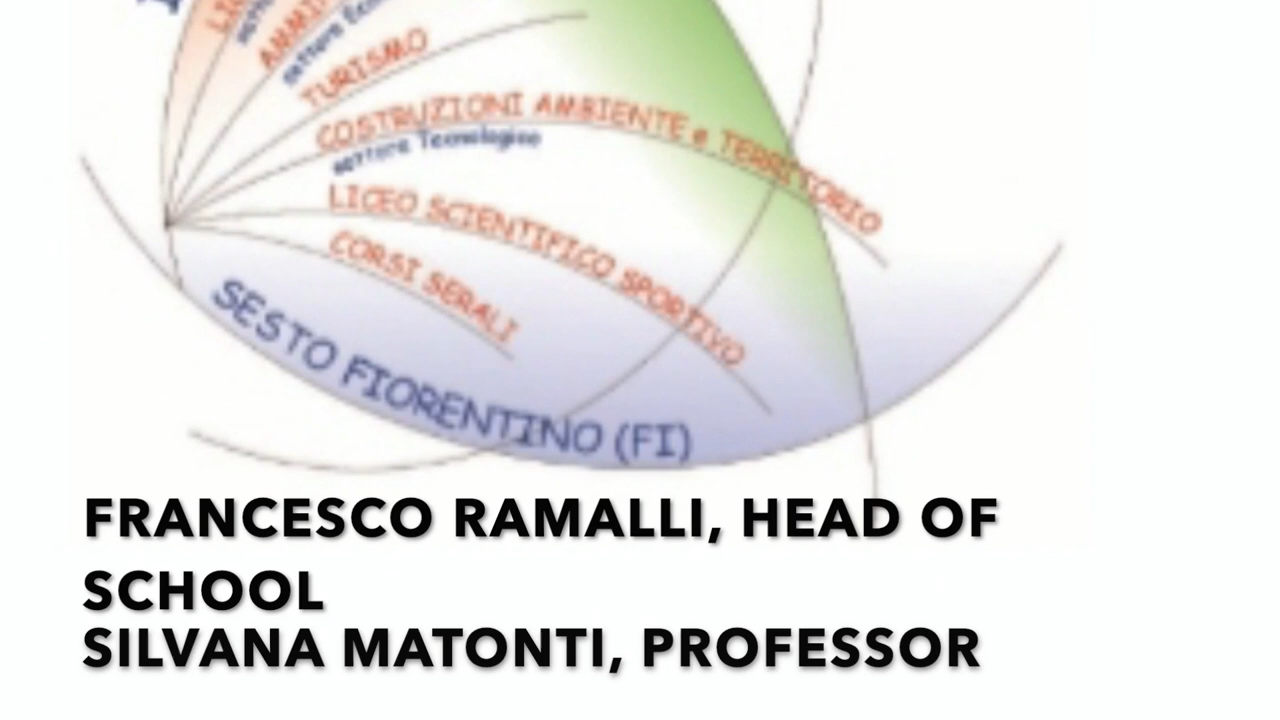 TURISMO
COSTRUZIONI AMBIENTE e TERRITORIO
settore Tecnologico
LICEO SCIENTIFICO SPORTIVO
CORSI SERALI
SESTO FIORENTINO (FI)
FRANCESCO RAMALLI, HEAD OF
SCHOOL
SILVANA MATONTI, PROFESSOR